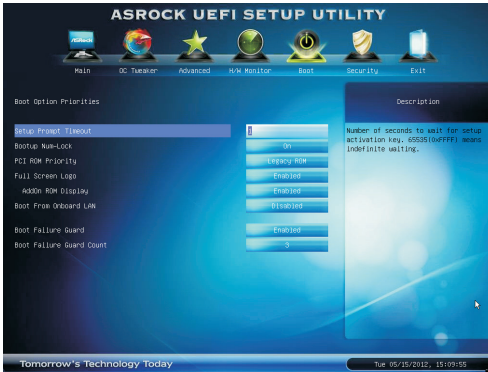 ASROCK UEFI SETUP UTILITY
ASRock
Main OC Tweaker Advanced H/W Monitor Boot Security Exit
Boot Option Priorities
Description
Setup Prompt Timeout 1
Number of seconds to wait for setup
activation key. 65535(0xFFFF) means
indefinite waiting.
Bootup Num-Lock On
PCI ROM Priority Legacy ROM
Full Screen Logo Enabled
AddOn ROM Display Enabled
Boot From Onboard LAN Disabled
Boot Failure Guard Enabled
Boot Failure Guard Count 3
Tomorrow's Technology Today
Tue 05/15/2012, 15:09:55